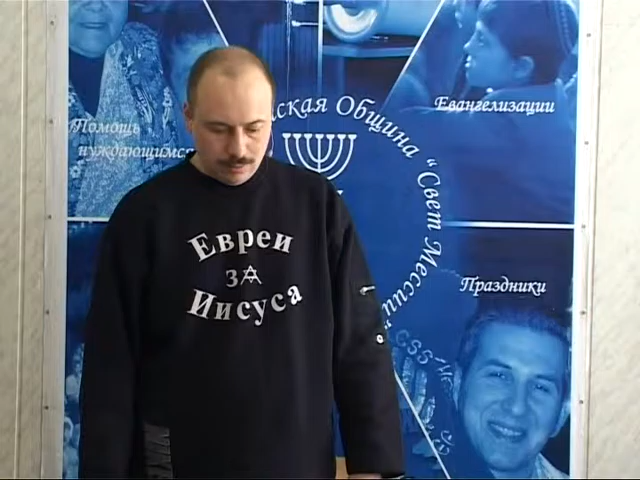 Помощь
нуждающимся
Евангелизации
ская Община
"Свет Мессии"
Праздники
Евреи
за
Иисуса